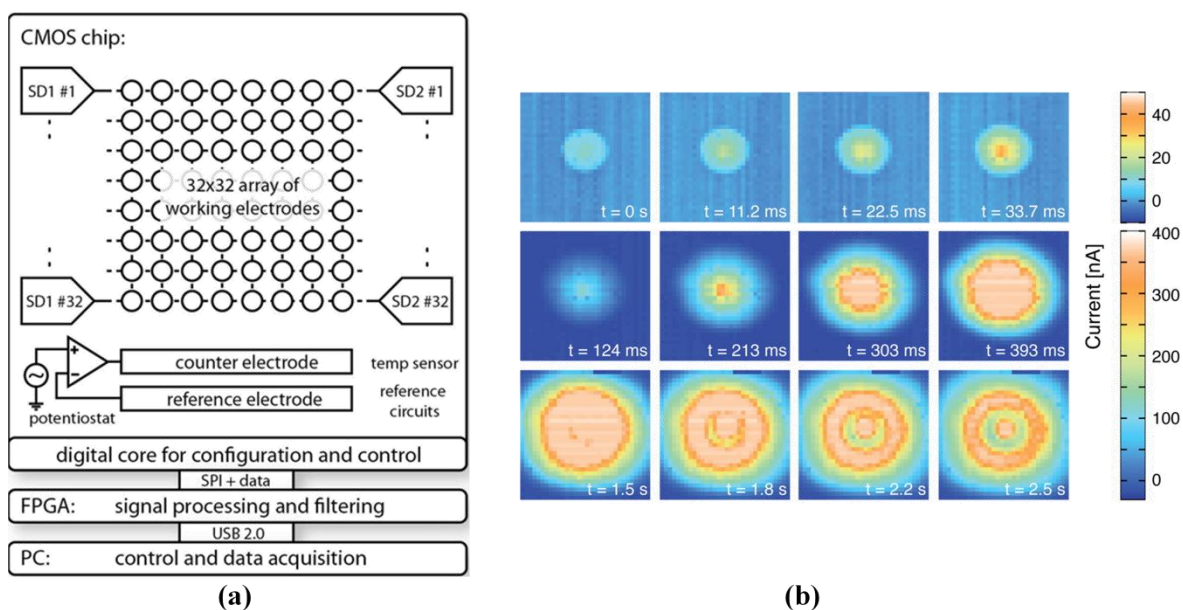 CMOS chip:
SD1 #1
SD2 #1
32x32 array of
working electrodes
SD1 #32
SD2 #32
counter electrode
temp sensor
reference electrode
reference
circuits
potentiostat
digital core for configuration and control
SPI + data
FPGA: signal processing and filtering
USB 2.0
PC: control and data acquisition
(a)
t = 0 s
t = 11.2 ms
t = 22.5 ms
t = 33.7 ms
t = 124 ms
t = 213 ms
t = 303 ms
t = 393 ms
t = 1.5 s
t = 1.8 s
t = 2.2 s
t = 2.5 s
40
20
0
400
300
200
100
0
Current [nA]
(b)